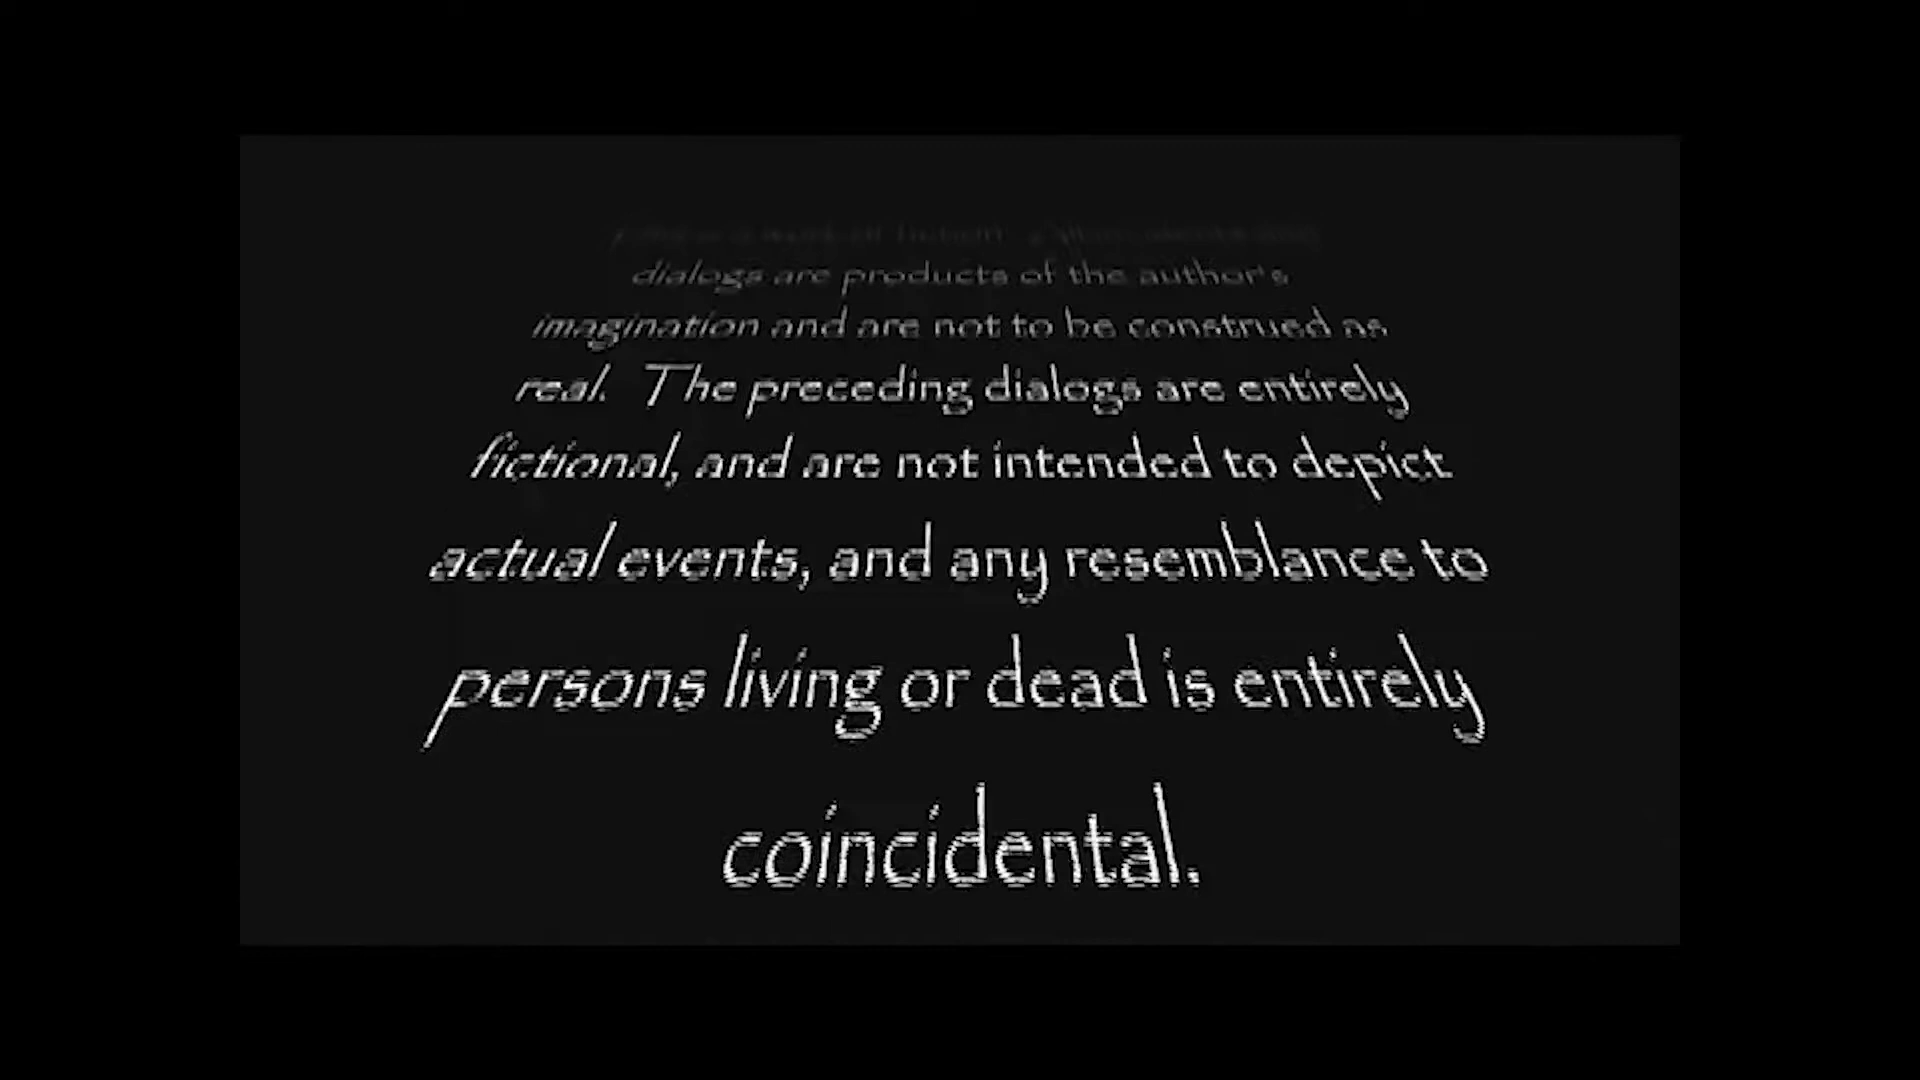 of fiction.
dialogs are products of the author's
imagination and are not to be construed as
real. The preceding dialogs are entirely
fictional, and are not intended to depict
actual events, and any resemblance to
persons living or dead is entirely
coincidental.